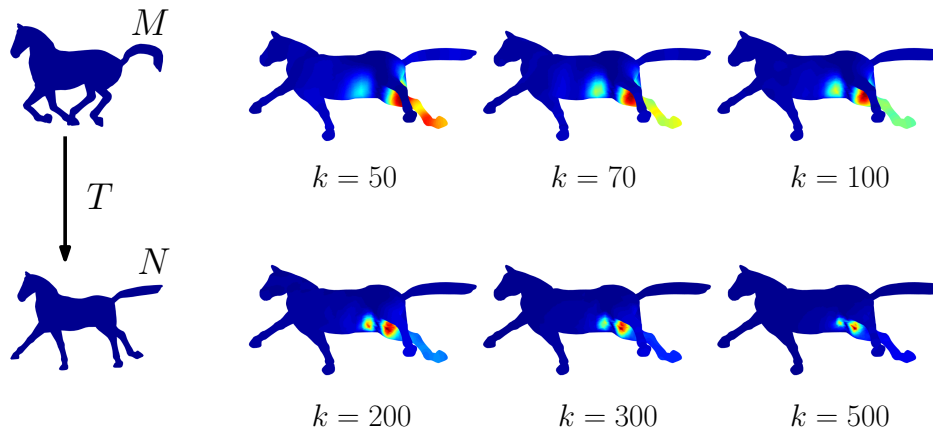 M
T
N
k = 50
k = 70
k = 100
k = 200
k = 300
k = 500